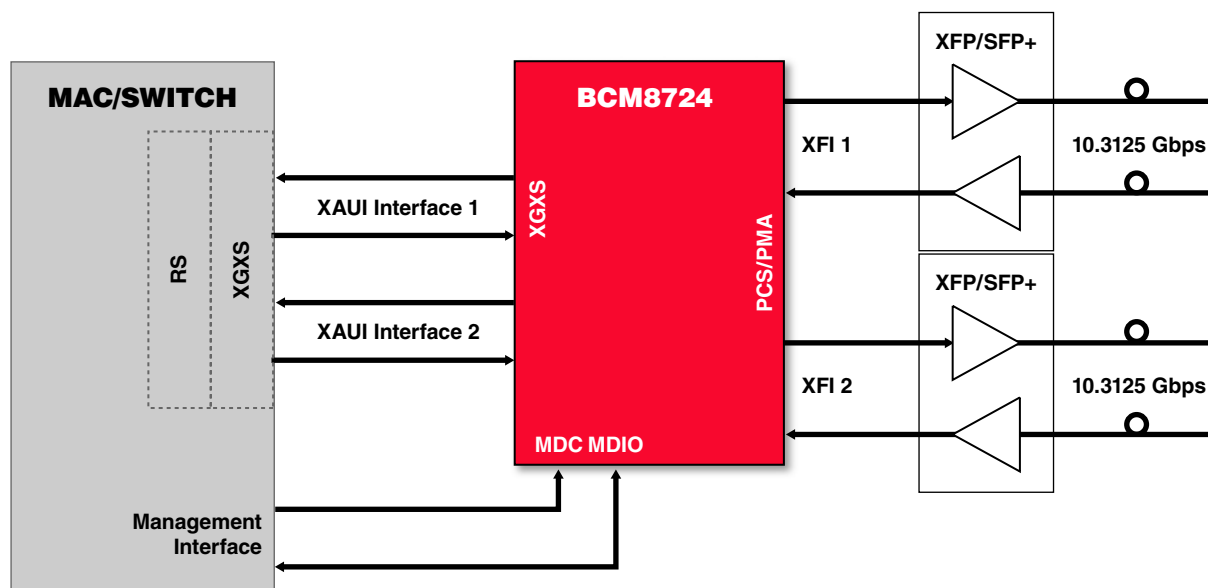 MAC/SWITCH
RS
XGXS
XAUI Interface 1
XAUI Interface 2
Management
Interface
BCM8724
XGXS
PCS/PMA
MDC MDIO
XFI 1
XFI 2
XFP/SFP+
10.3125 Gbps
XFP/SFP+
10.3125 Gbps